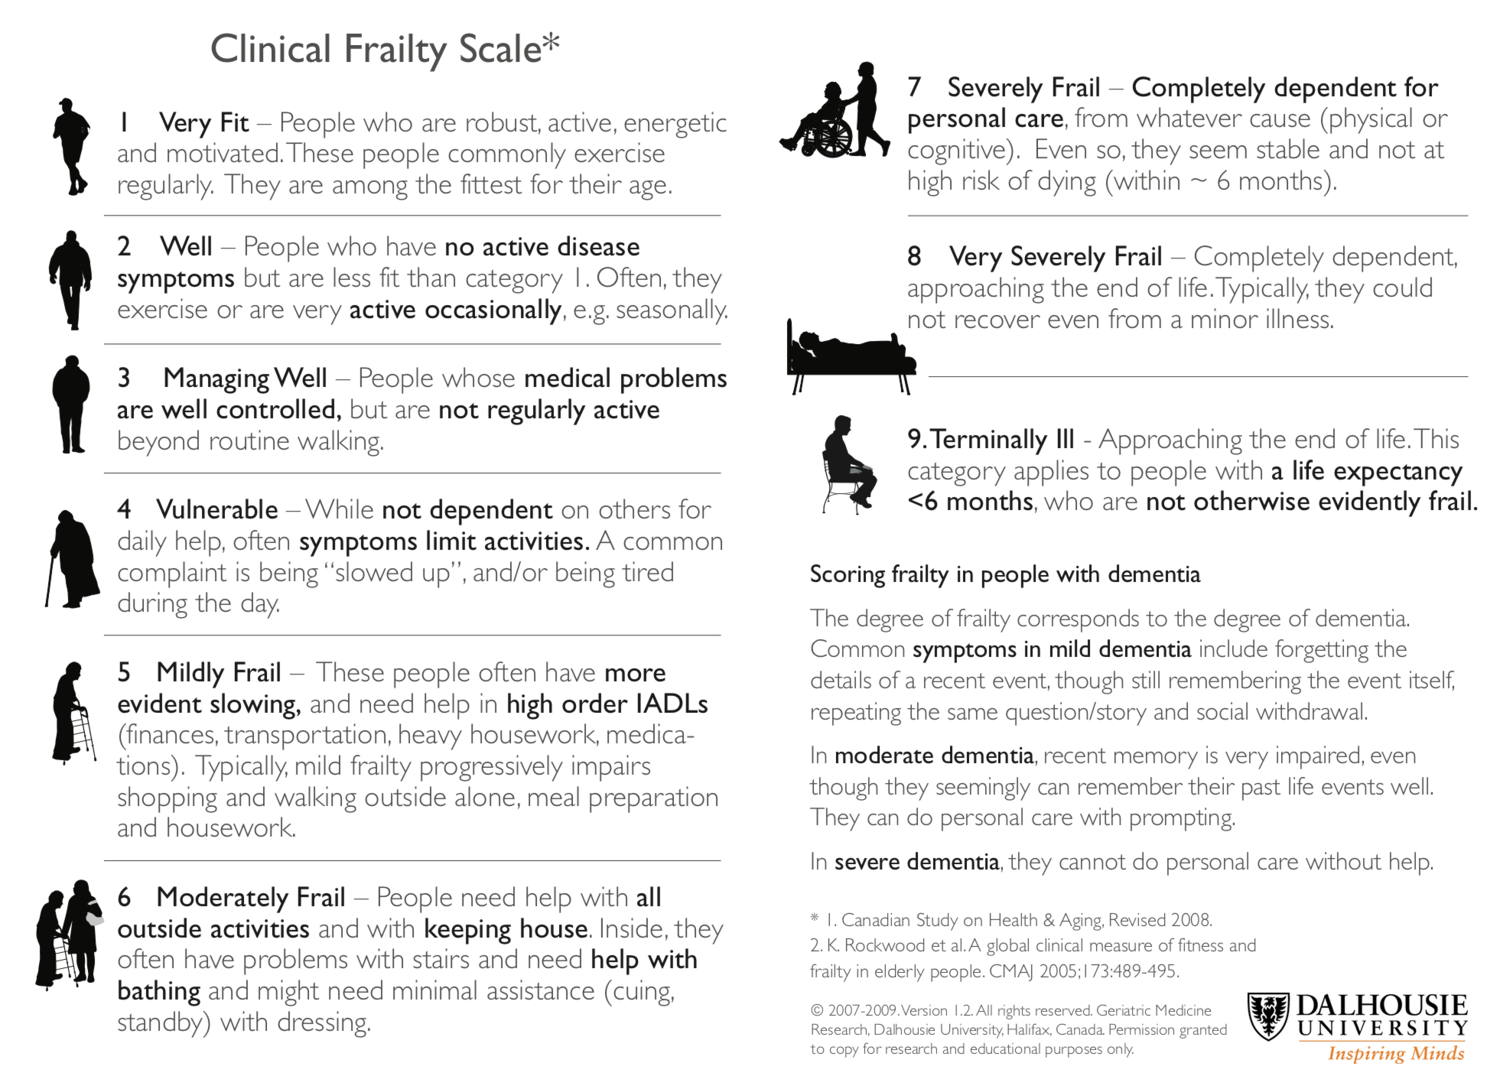 Clinical Frailty Scale*
1 Very Fit – People who are robust, active, energetic
and motivated. These people commonly exercise
regularly. They are among the fittest for their age.
2 Well – People who have no active disease
symptoms but are less fit than category 1. Often, they
exercise or are very active occasionally, e.g. seasonally.
3 Managing Well – People whose medical problems
are well controlled, but are not regularly active
beyond routine walking.
4 Vulnerable – While not dependent on others for
daily help, often symptoms limit activities. A common
complaint is being “slowed up”, and/or being tired
during the day.
5 Mildly Frail – These people often have more
evident slowing, and need help in high order IADLs
(finances, transportation, heavy housework, medica-
tions). Typically, mild frailty progressively impairs
shopping and walking outside alone, meal preparation
and housework.
6 Moderately Frail – People need help with all
outside activities and with keeping house. Inside, they
often have problems with stairs and need help with
bathing and might need minimal assistance (cuing,
standby) with dressing.
7 Severely Frail – Completely dependent for
personal care, from whatever cause (physical or
cognitive). Even so, they seem stable and not at
high risk of dying (within ~ 6 months).
8 Very Severely Frail – Completely dependent,
approaching the end of life. Typically, they could
not recover even from a minor illness.
9. Terminally Ill - Approaching the end of life. This
category applies to people with a life expectancy
<6 months, who are not otherwise evidently frail.
Scoring frailty in people with dementia
The degree of frailty corresponds to the degree of dementia.
Common symptoms in mild dementia include forgetting the
details of a recent event, though still remembering the event itself,
repeating the same question/story and social withdrawal.
In moderate dementia, recent memory is very impaired, even
though they seemingly can remember their past life events well.
They can do personal care with prompting.
In severe dementia, they cannot do personal care without help.
* 1. Canadian Study on Health & Aging, Revised 2008.
2. K. Rockwood et al. A global clinical measure of fitness and
frailty in elderly people. CMAJ 2005;173:489-495.
© 2007-2009. Version 1.2. All rights reserved. Geriatric Medicine
Research, Dalhousie University, Halifax, Canada. Permission granted
to copy for research and educational purposes only.
DALHOUSIE
UNIVERSITY
Inspiring Minds